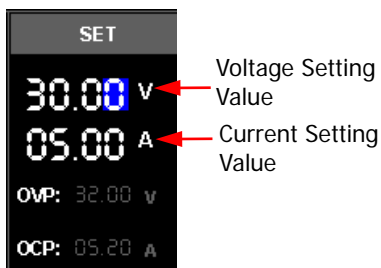 SET
30.00 V
05.00 A
OVP: 32.00 V
OCP: 05.20 A
Voltage Setting
Value
Current Setting
Value